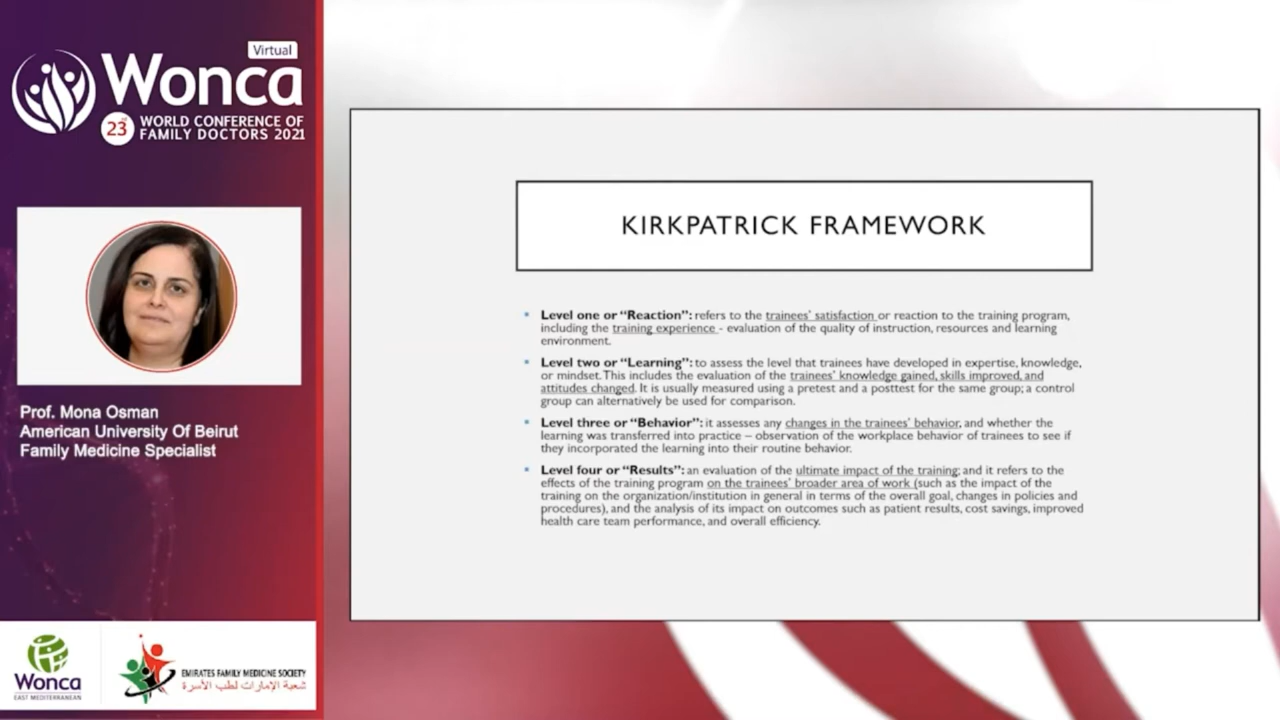 Virtual
Wonca
23rd WORLD CONFERENCE OF
FAMILY DOCTORS 2021
Prof. Mona Osman
American University Of Beirut
Family Medicine Specialist
Wonca
EAST MEDITERRANEAN
EMIRATES FAMILY MEDICINE SOCIETY
شعبة الإمارات لطب الأسرة
KIRKPATRICK FRAMEWORK
Level one or “Reaction”: refers to the trainees’ satisfaction or reaction to the training program,
including the training experience - evaluation of the quality of instruction, resources and learning
environment.
Level two or “Learning”: to assess the level that trainees have developed in expertise, knowledge,
or mindset. This includes the evaluation of the trainees’ knowledge gained, skills improved, and
attitudes changed. It is usually measured using a pretest and a posttest for the same group; a control
group can alternatively be used for comparison.
Level three or “Behavior”: it assesses any changes in the trainees’ behavior, and whether the
learning was transferred into practice – observation of the workplace behavior of trainees to see if
they incorporated the learning into their routine behavior.
Level four or “Results”: an evaluation of the ultimate impact of the training; and it refers to the
effects of the training program on the trainees’ broader area of work (such as the impact of the
training on the organization/institution in general in terms of the overall goal, changes in policies and
procedures), and the analysis of its impact on outcomes such as patient results, cost savings, improved
health care team performance, and overall efficiency.